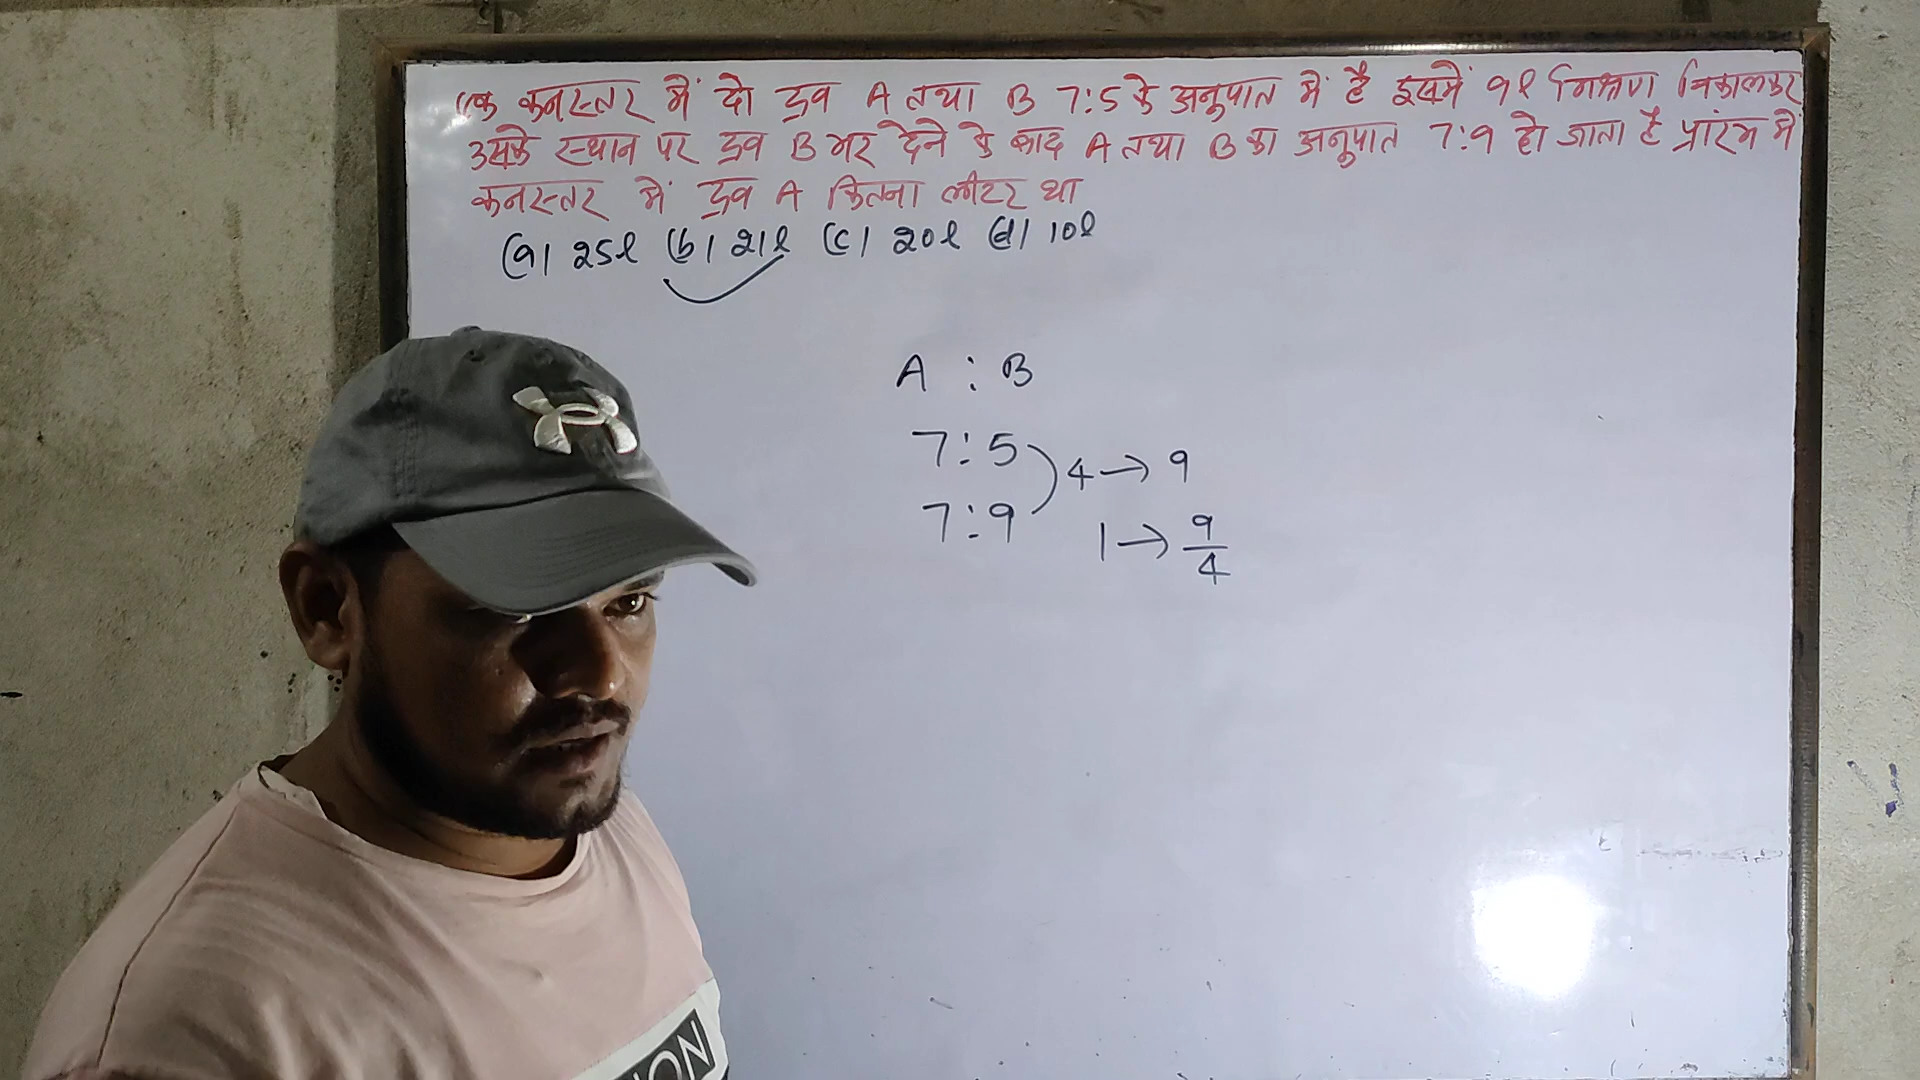 एक कनस्तर में दो द्रव A तथा B 7:5 के अनुपात में है इसमें 9l मिश्रण निकालकर
उसके स्थान पर द्रव B भर देने के बाद A तथा B का अनुपात 7:9 हो जाता है प्रारंभ में
कनस्तर में द्रव A कितना लीटर था
(a) 25l (b) 21l (c) 20l (d) 10l
A : B
7:5
4→9
7:9
1→9/4
ION